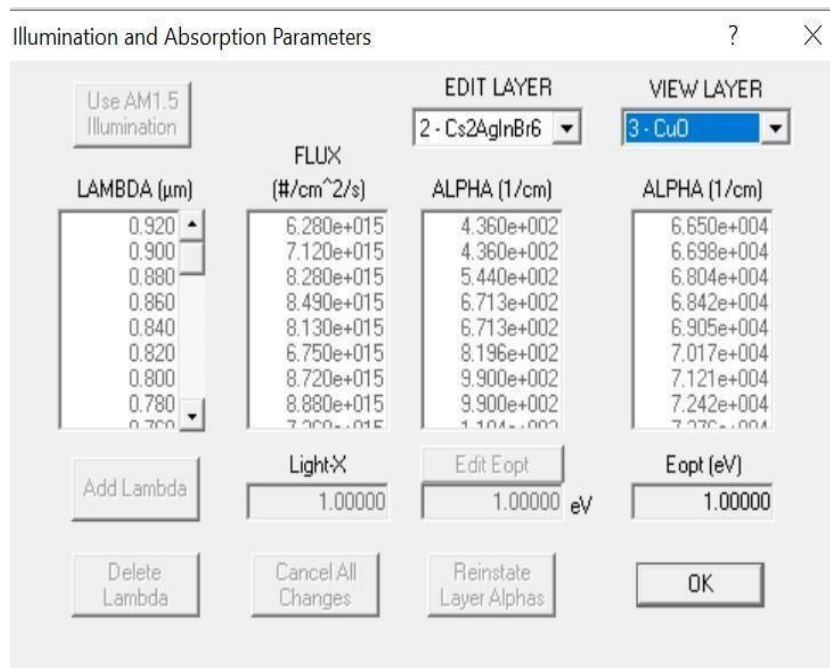 Illumination and Absorption Parameters ? X
Use AM1.5
Illumination
EDIT LAYER
VIEW LAYER
2 - Cs2AgInBr6
3 - CuO
FLUX
LAMBDA (µm) (#/cm^2/s) ALPHA (1/cm) ALPHA (1/cm)
0.920 6.280e+015 4.360e+002 6.650e+004
0.900 7.120e+015 4.360e+002 6.698e+004
0.880 8.280e+015 5.440e+002 6.804e+004
0.860 8.490e+015 6.713e+002 6.842e+004
0.840 8.130e+015 6.713e+002 6.905e+004
0.820 6.750e+015 8.196e+002 7.017e+004
0.800 8.720e+015 9.900e+002 7.121e+004
0.780 8.880e+015 9.900e+002 7.242e+004
Add Lambda
Light-X
Edit Eopt
Eopt (eV)
1.00000
1.00000 eV
1.00000
Delete
Lambda
Cancel All
Changes
Reinstate
Layer Alphas
OK